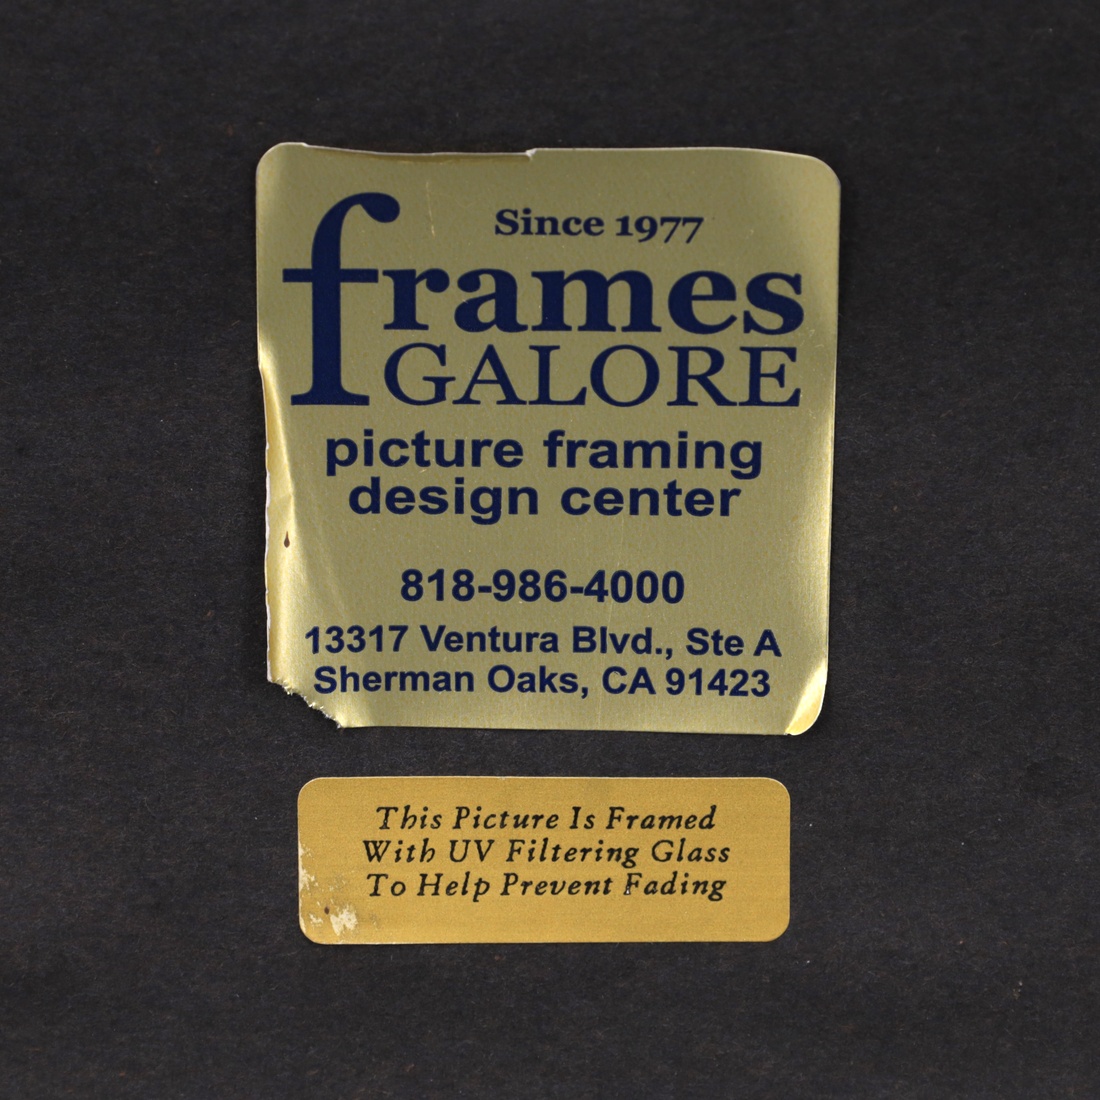 Since 1977
frames
GALORE
picture framing
design center
818-986-4000
13317 Ventura Blvd., Ste A
Sherman Oaks, CA 91423
This Picture Is Framed
With UV Filtering Glass
To Help Prevent Fading